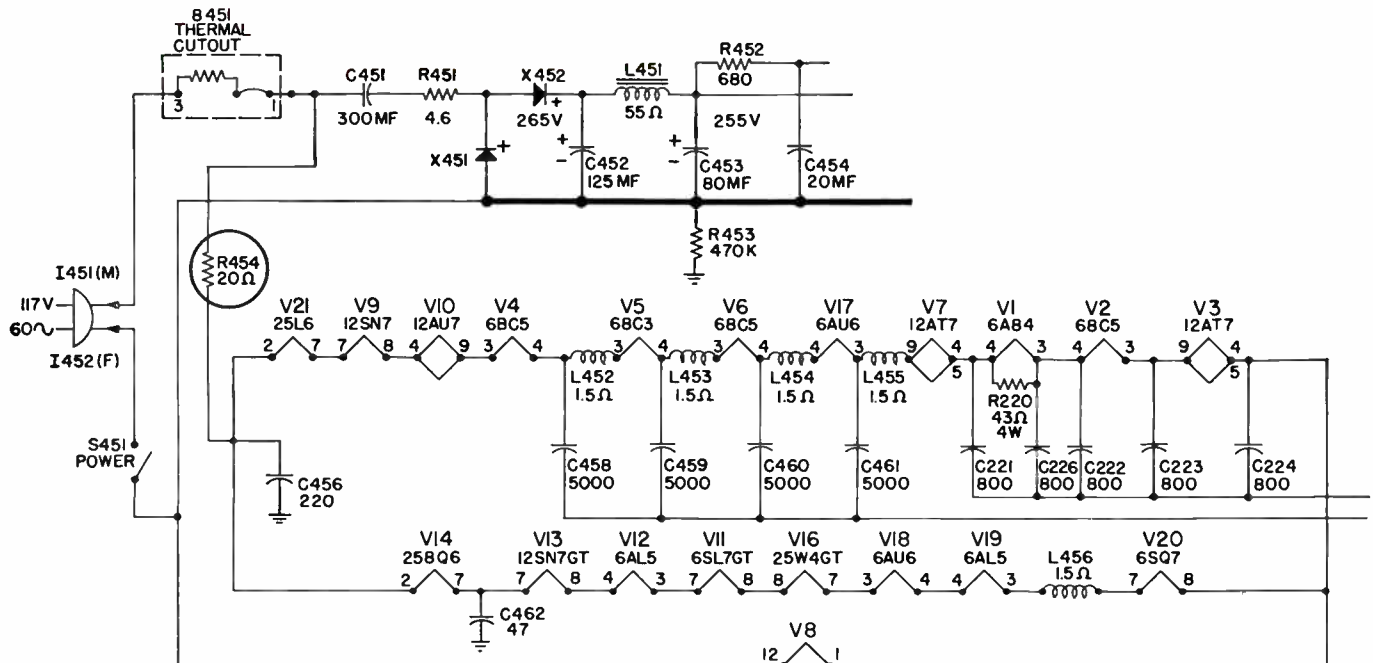 8451
THERMAL
CUTOUT
3
1
C451
300MF
R451
4.6
X452
+
265V
X451
+
L451
55Ω
R452
680
255V
+
-
C452
125MF
+
-
C453
80MF
C454
20MF
R453
470K
R454
20Ω
I451(M)
117V
60~
I452(F)
S451
POWER
V21
25L6
2 7
V9
12SN7
7 8
V10
12AU7
4 9
V4
6BC5
3 4
V5
6BC3
3 4
V6
6BC5
3 4
V17
6AU6
4 3
V7
12AT7
9 4
5
V1
6A84
4 3
V2
6BC5
4 3
V3
12AT7
9 4
5
L452
1.5Ω
L453
1.5Ω
L454
1.5Ω
L455
1.5Ω
R220
43Ω
4W
C456
220
C458
5000
C459
5000
C460
5000
C461
5000
C221
800
C226
800
C222
800
C223
800
C224
800
V14
25BQ6
2 7
C462
47
V13
12SN7GT
7 8
V12
6AL5
4 3
V11
6SL7GT
7 8
V16
25W4GT
8 7
V18
6AU6
3 4
V19
6AL5
4 3
L456
1.5Ω
V20
6SQ7
7 8
V8
12 1